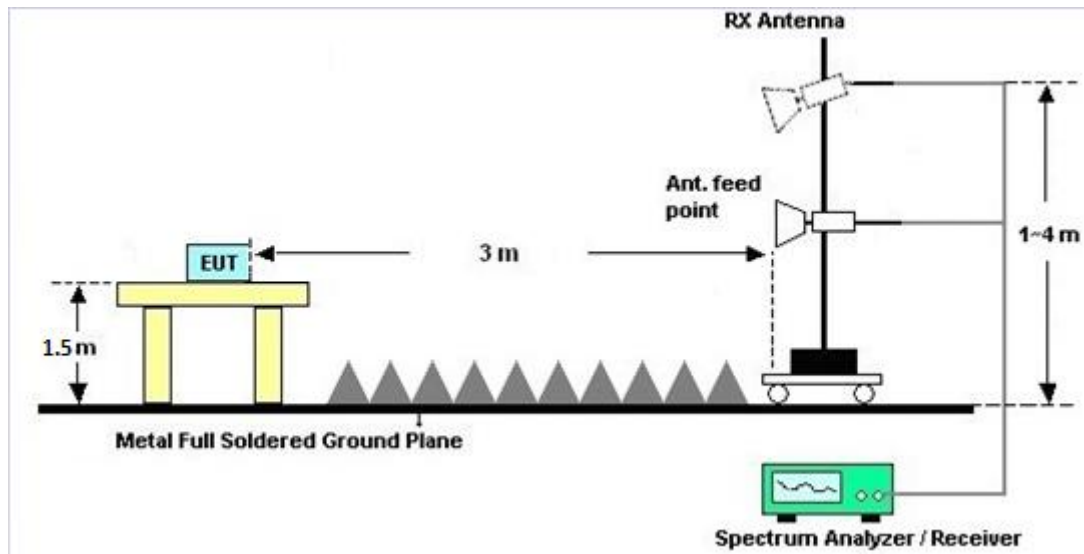 RX Antenna
Ant. feed
point
3 m
1~4 m
EUT
1.5 m
Metal Full Soldered Ground Plane
Spectrum Analyzer / Receiver